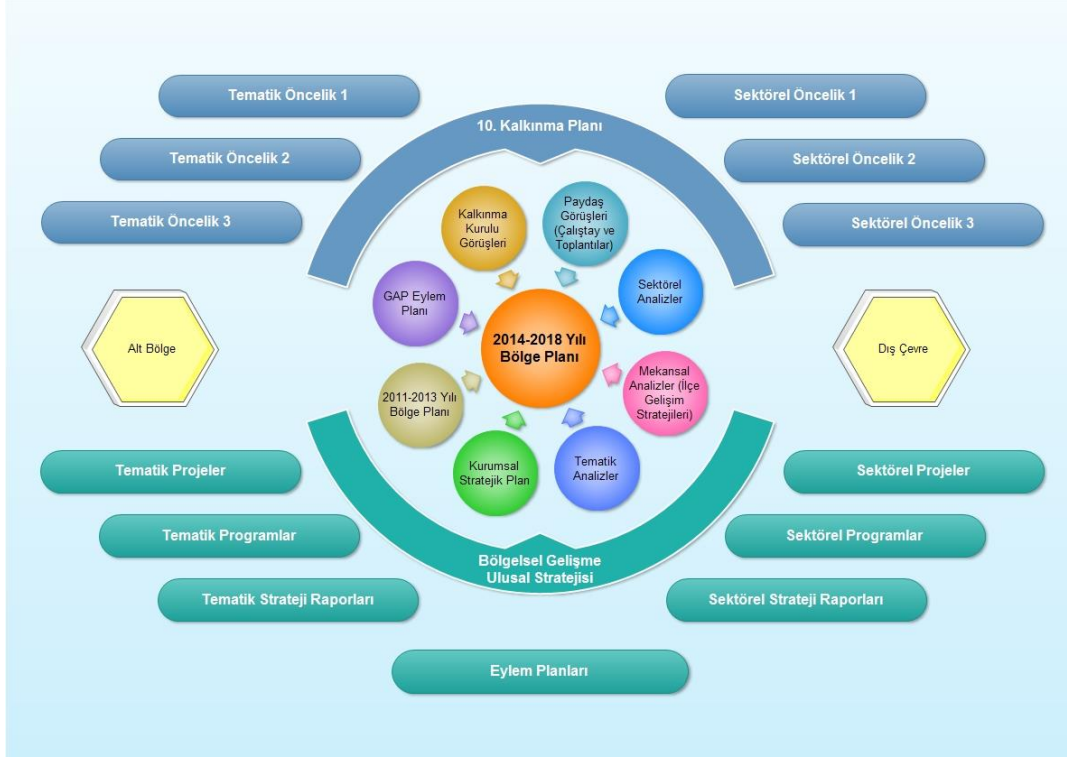 Tematik Öncelik 1
Sektörel Öncelik 1
10. Kalkınma Planı
Tematik Öncelik 2
Sektörel Öncelik 2
Tematik Öncelik 3
Sektörel Öncelik 3
Kalkınma
Kurulu
Görüşleri
Paydaş
Görüşleri
(Çalıştay ve
Toplantılar)
GAP Eylem
Planı
Sektörel
Analizler
Alt Bölge
2014-2018 Yılı
Bölge Planı
Dış Çevre
2011-2013 Yılı
Bölge Planı
Mekansal
Analizler (İlçe
Gelişim
Stratejileri)
Kurumsal
Stratejik Plan
Tematik
Analizler
Tematik Projeler
Sektörel Projeler
Tematik Programlar
Sektörel Programlar
Bölgelsel Gelişme
Ulusal Stratejisi
Tematik Strateji Raporları
Sektörel Strateji Raporları
Eylem Planları